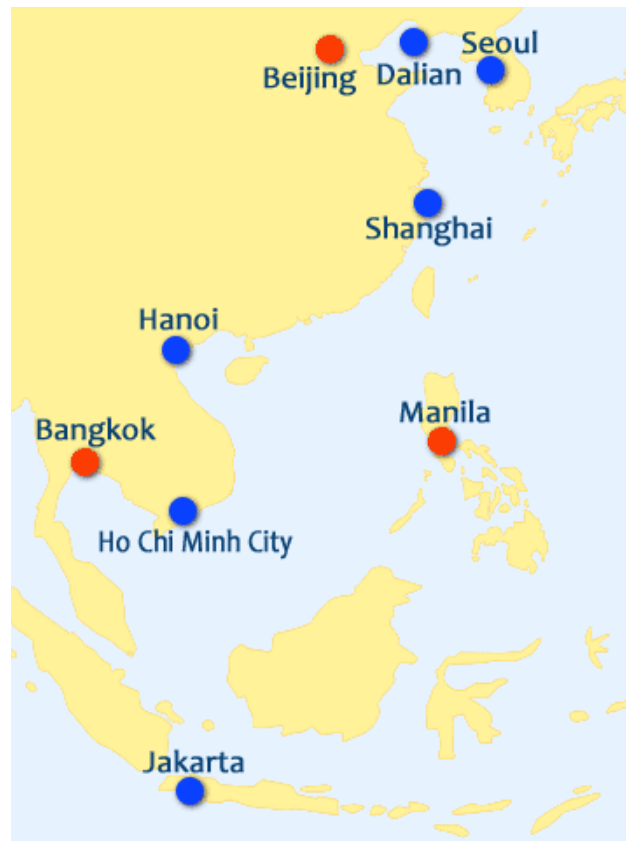 Seoul
Beijing
Dalian
Shanghai
Hanoi
Manila
Bangkok
Ho Chi Minh City
Jakarta